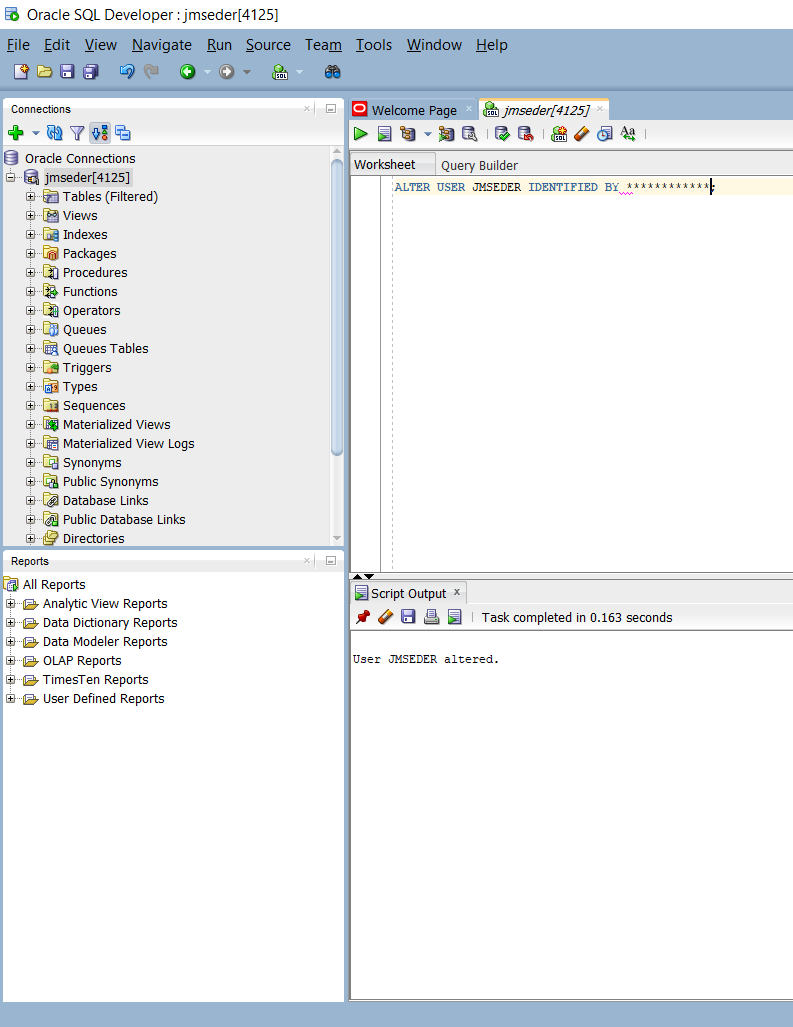 Oracle SQL Developer : jmseder[4125]
File Edit View Navigate Run Source Team Tools Window Help
Connections
Oracle Connections
jmseder[4125]
Tables (Filtered)
Views
Indexes
Packages
Procedures
Functions
Operators
Queues
Queues Tables
Triggers
Types
Sequences
Materialized Views
Materialized View Logs
Synonyms
Public Synonyms
Database Links
Public Database Links
Directories
Reports
All Reports
Analytic View Reports
Data Dictionary Reports
Data Modeler Reports
OLAP Reports
TimesTen Reports
User Defined Reports
Welcome Page jmseder[4125]
Worksheet Query Builder
ALTER USER JMSEDER IDENTIFIED BY ************;
Script Output
Task completed in 0.163 seconds
User JMSEDER altered.